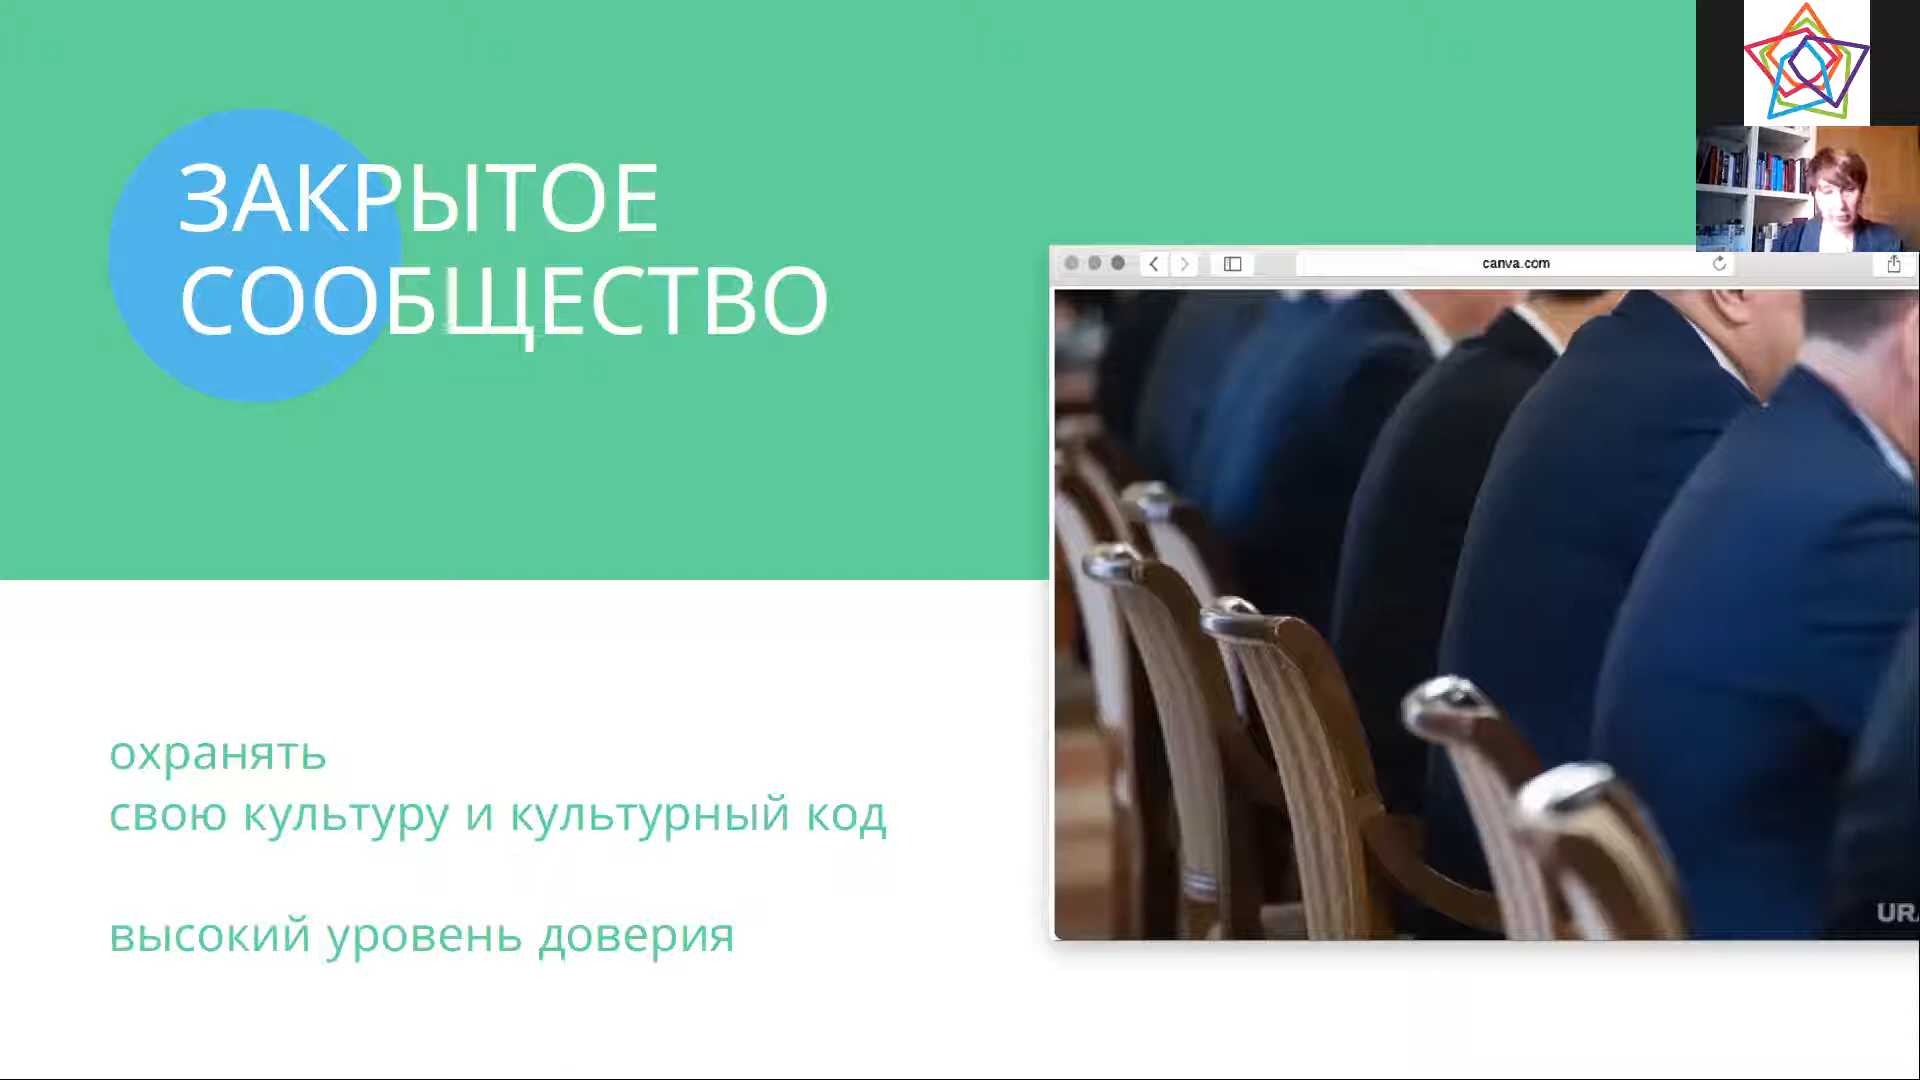 ЗАКРЫТОЕ
СООБЩЕСТВО
canva.com
охранять
свою культуру и культурный код
высокий уровень доверия